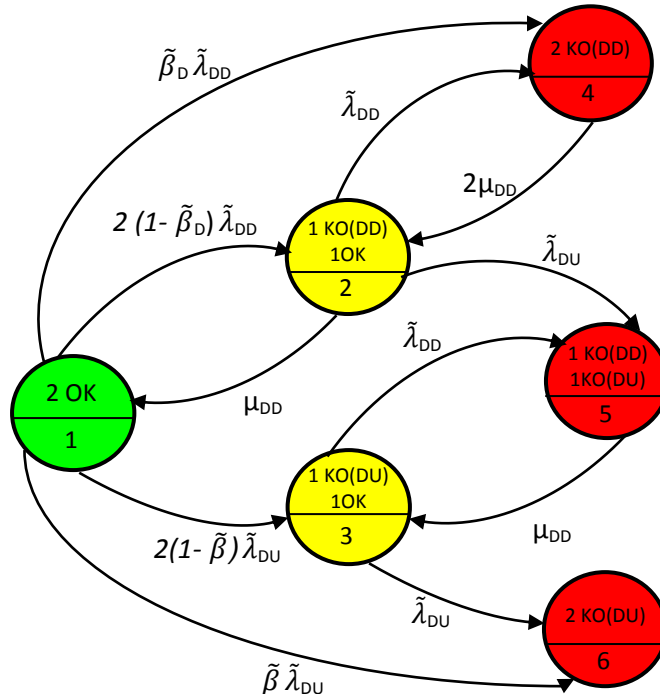 2 KO(DD)
4
β̃D λ̃DD
λ̃DD
2μDD
2 (1- β̃D) λ̃DD
1 KO(DD)
1OK
2
λ̃DU
λ̃DD
1 KO(DD)
1KO(DU)
5
2 OK
1
μDD
1 KO(DU)
1OK
3
μDD
2(1- β̃) λ̃DU
λ̃DU
2 KO(DU)
6
β̃ λ̃DU